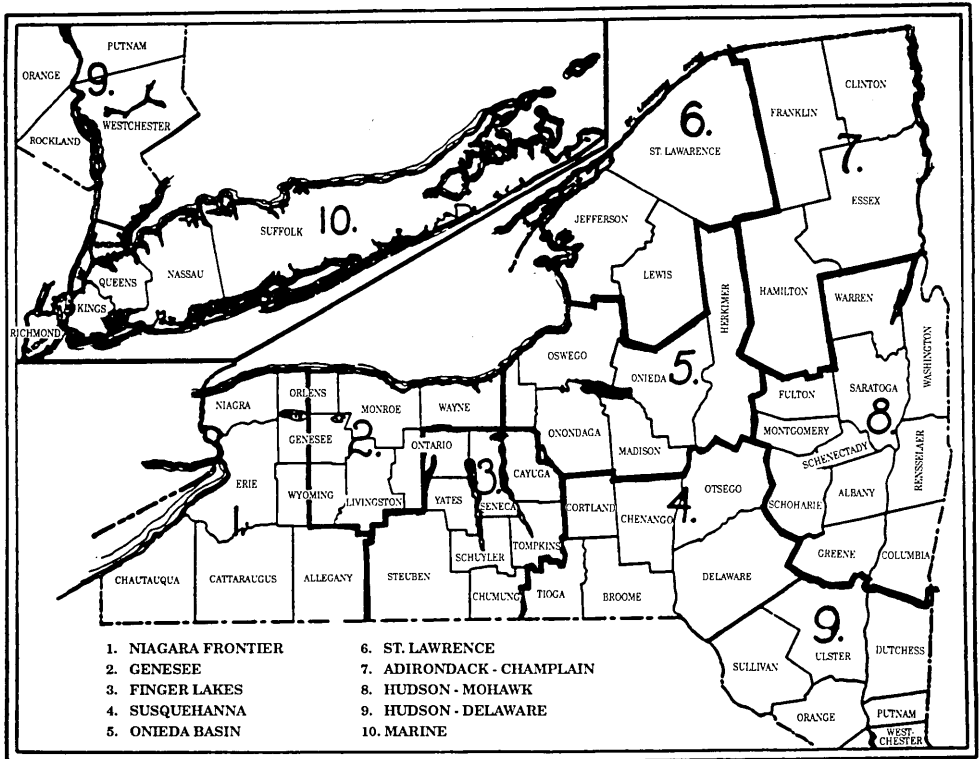 PUTNAM
ORANGE
9.
WESTCHESTER
ROCKLAND
10.
SUFFOLK
NASSAU
QUEENS
KINGS
RICHMOND
6.
ST. LAWARENCE
FRANKLIN
CLINTON
7.
ESSEX
JEFFERSON
LEWIS
HERKIMER
HAMILTON
WARREN
WASHINGTON
OSWEGO
ONIEDA
5.
FULTON
SARATOGA
8.
MONTGOMERY
SCHENECTADY
RENSSELAER
NIAGRA
ORLENS
MONROE
WAYNE
GENESEE
2.
ONTARIO
ONONDAGA
MADISON
CAYUGA
3.
SENECA
ERIE
WYOMING
LIVINGSTON
YATES
CORTLAND
CHENANGO
4.
OTSEGO
SCHOHARIE
ALBANY
SCHUYLER
TOMPKINS
GREENE
COLUMBIA
CHAUTAUQUA
CATTARAUGUS
ALLEGANY
STEUBEN
CHUMUNG
TIOGA
BROOME
DELAWARE
9.
ULSTER
DUTCHESS
SULLIVAN
ORANGE
PUTNAM
WEST-
CHESTER
1. NIAGARA FRONTIER
2. GENESEE
3. FINGER LAKES
4. SUSQUEHANNA
5. ONIEDA BASIN
6. ST. LAWRENCE
7. ADIRONDACK - CHAMPLAIN
8. HUDSON - MOHAWK
9. HUDSON - DELAWARE
10. MARINE